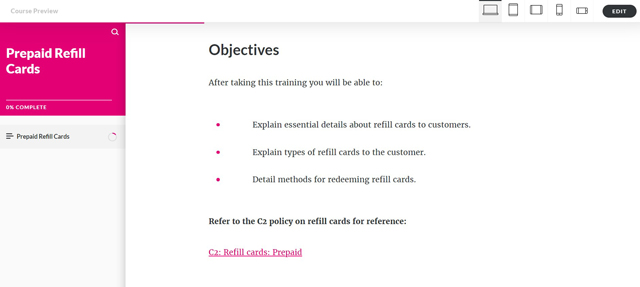 Course Preview
EDIT
Prepaid Refill
Cards
0% COMPLETE
Prepaid Refill Cards
Objectives
After taking this training you will be able to:
Explain essential details about refill cards to customers.
Explain types of refill cards to the customer.
Detail methods for redeeming refill cards.
Refer to the C2 policy on refill cards for reference:
C2: Refill cards: Prepaid